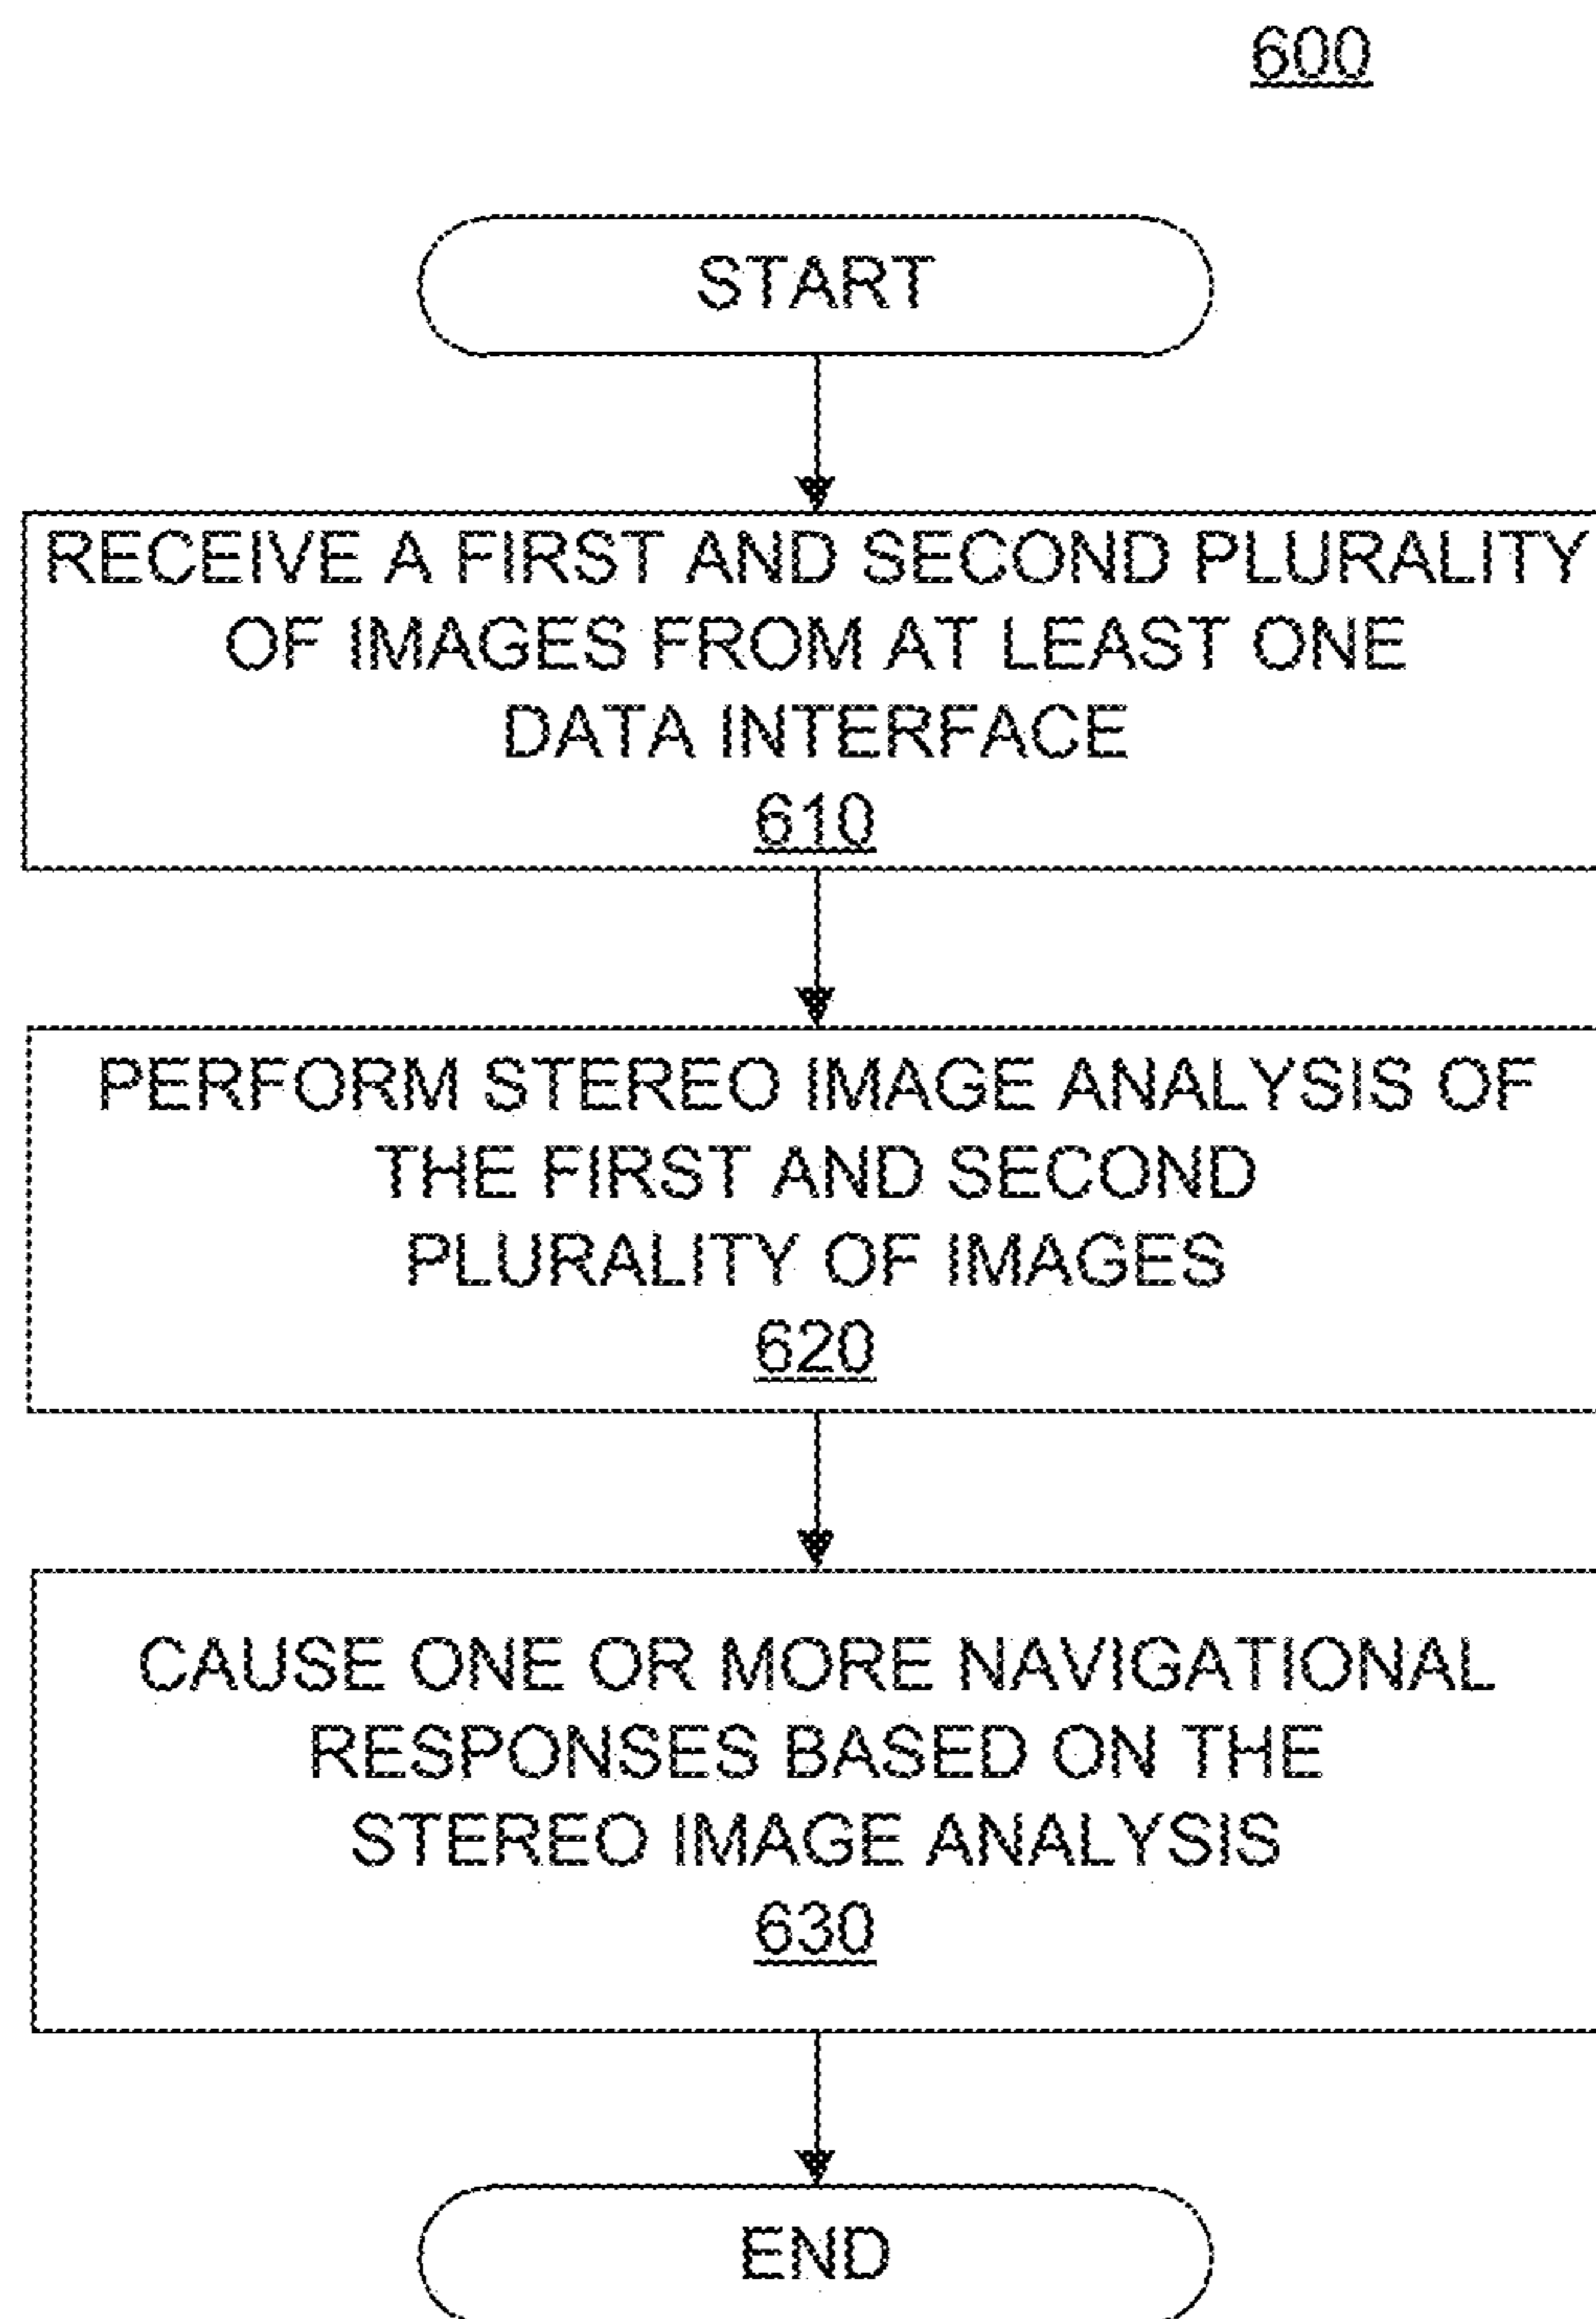 600
START
RECEIVE A FIRST AND SECOND PLURALITY
OF IMAGES FROM AT LEAST ONE
DATA INTERFACE
610
PERFORM STEREO IMAGE ANALYSIS OF
THE FIRST AND SECOND
PLURALITY OF IMAGES
620
CAUSE ONE OR MORE NAVIGATIONAL
RESPONSES BASED ON THE
STEREO IMAGE ANALYSIS
630
END